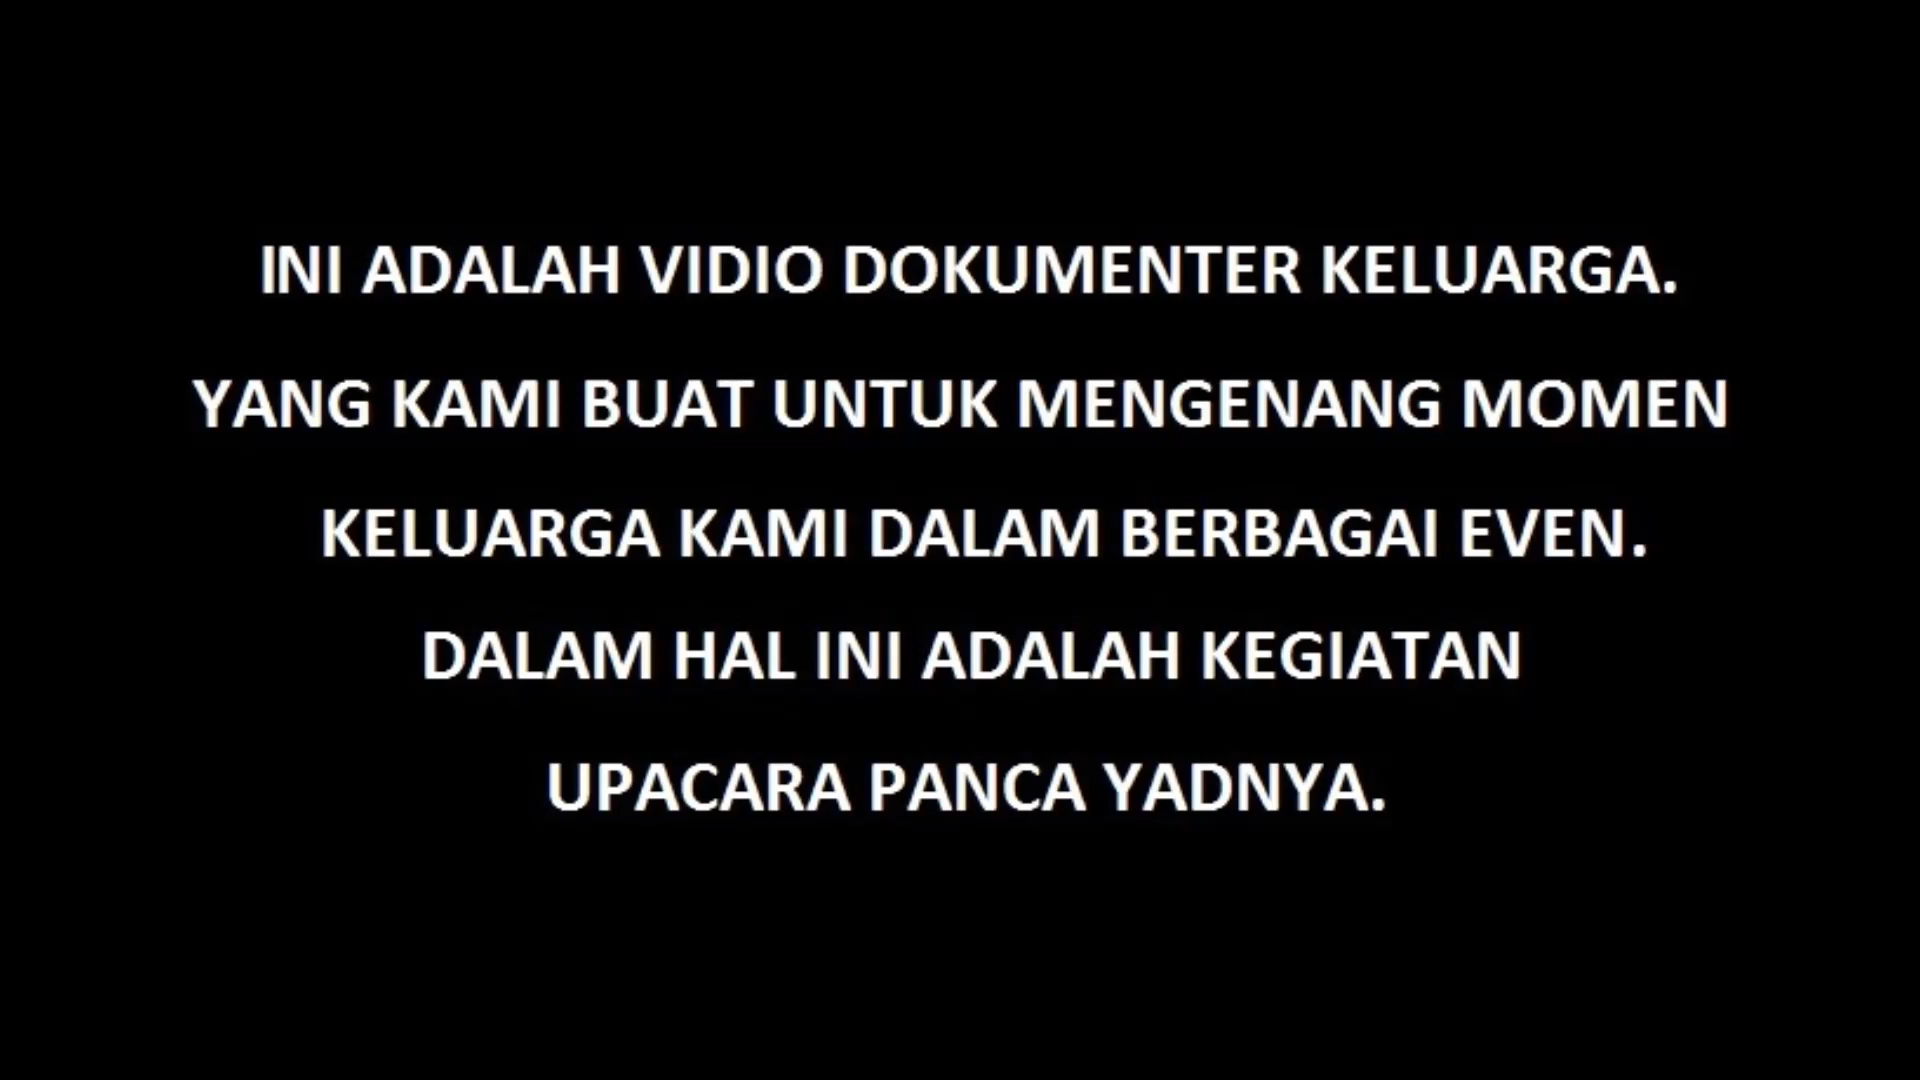 INI ADALAH VIDIO DOKUMENTER KELUARGA.
YANG KAMI BUAT UNTUK MENGENANG MOMEN
KELUARGA KAMI DALAM BERBAGAI EVEN.
DALAM HAL INI ADALAH KEGIATAN
UPACARA PANCA YADNYA.